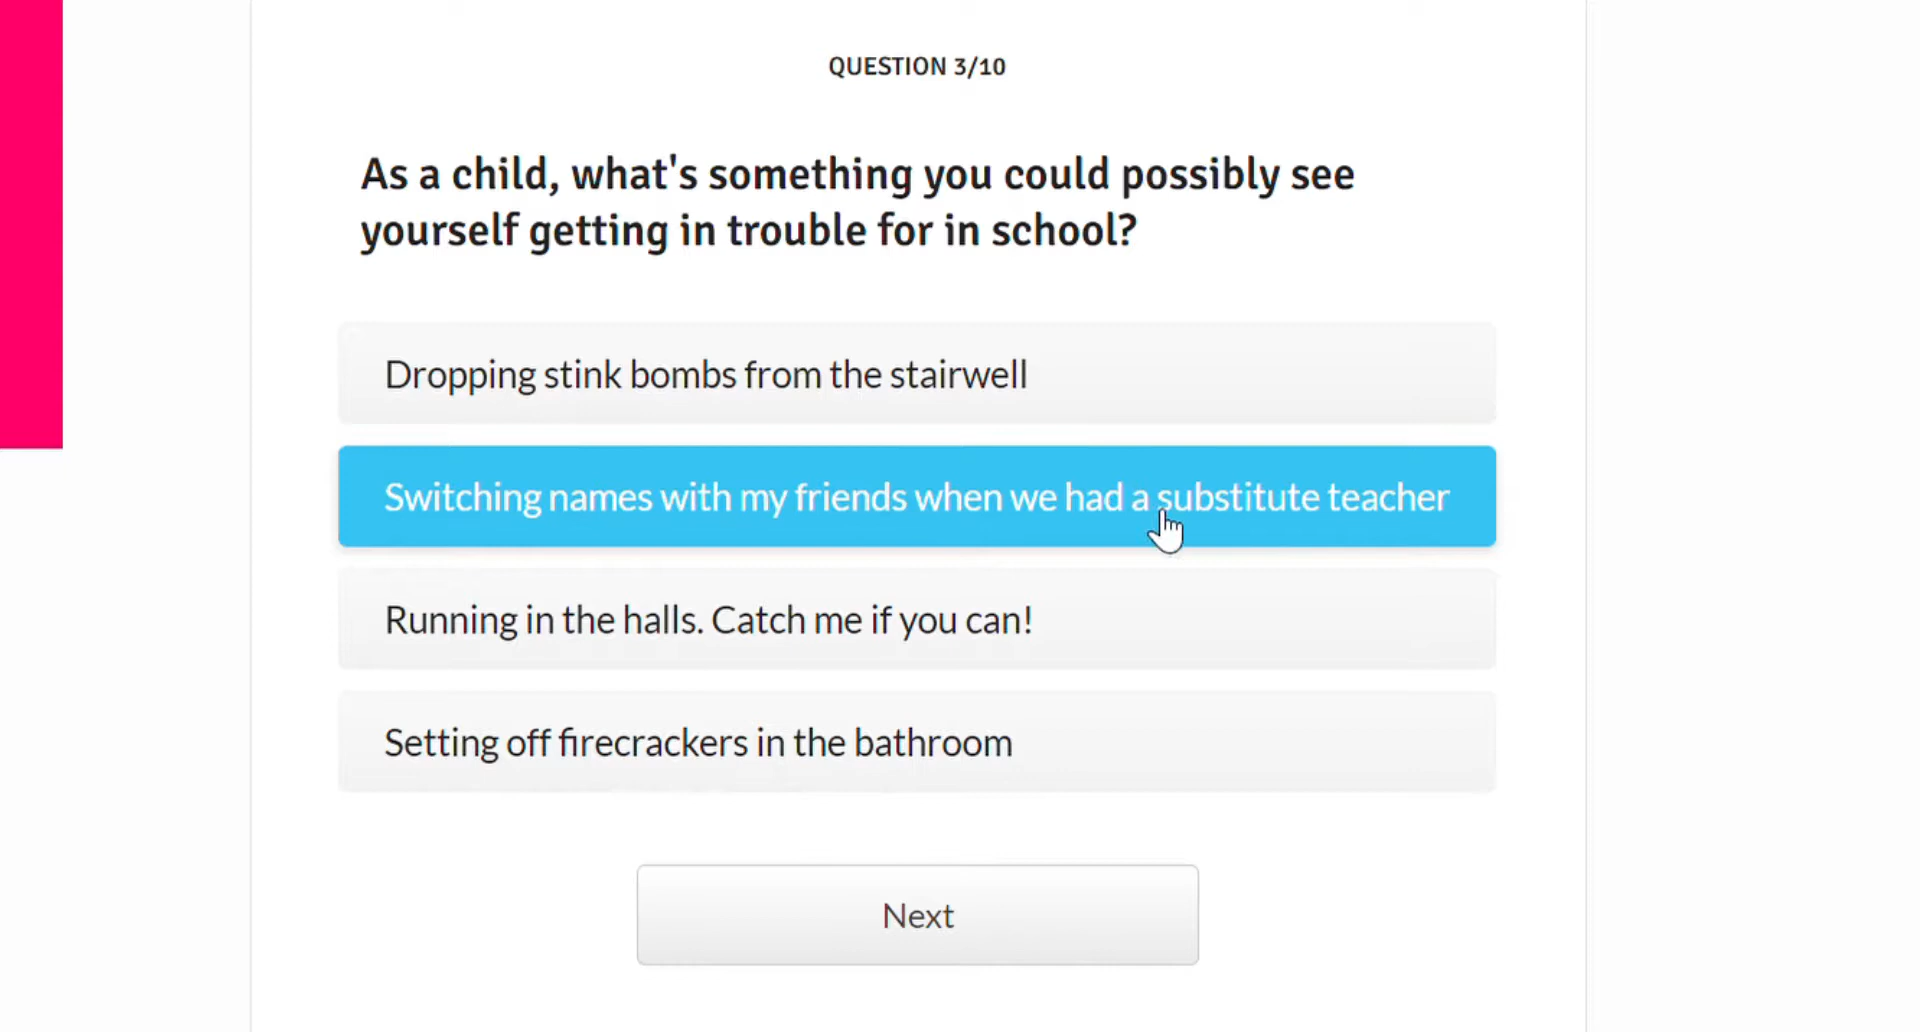 QUESTION 3/10
As a child, what's something you could possibly see
yourself getting in trouble for in school?
Dropping stink bombs from the stairwell
Switching names with my friends when we had a substitute teacher
Running in the halls. Catch me if you can!
Setting off firecrackers in the bathroom
Next